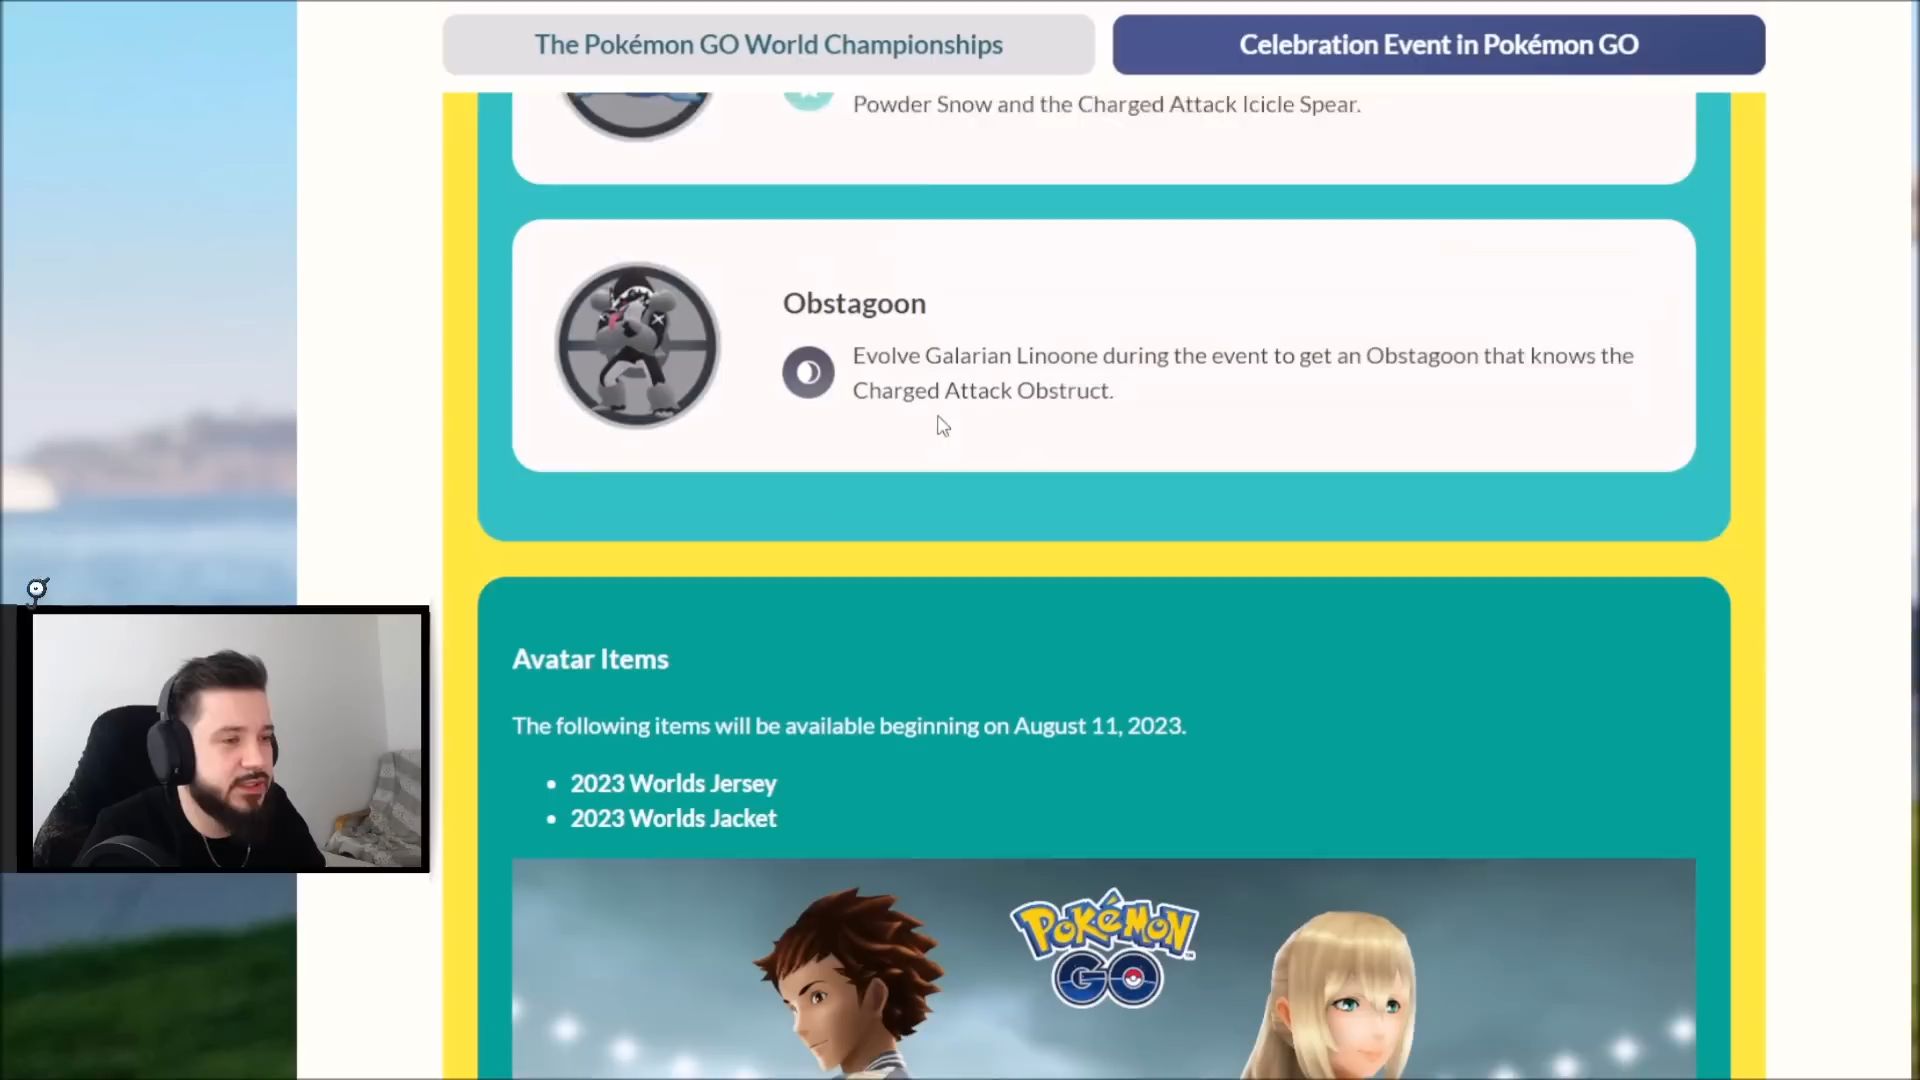 The Pokémon GO World Championships
Celebration Event in Pokémon GO
Powder Snow and the Charged Attack Icicle Spear.
Obstagoon
Evolve Galarian Linoone during the event to get an Obstagoon that knows the
Charged Attack Obstruct.
Avatar Items
The following items will be available beginning on August 11, 2023.
• 2023 Worlds Jersey
• 2023 Worlds Jacket
POKéMON
GO